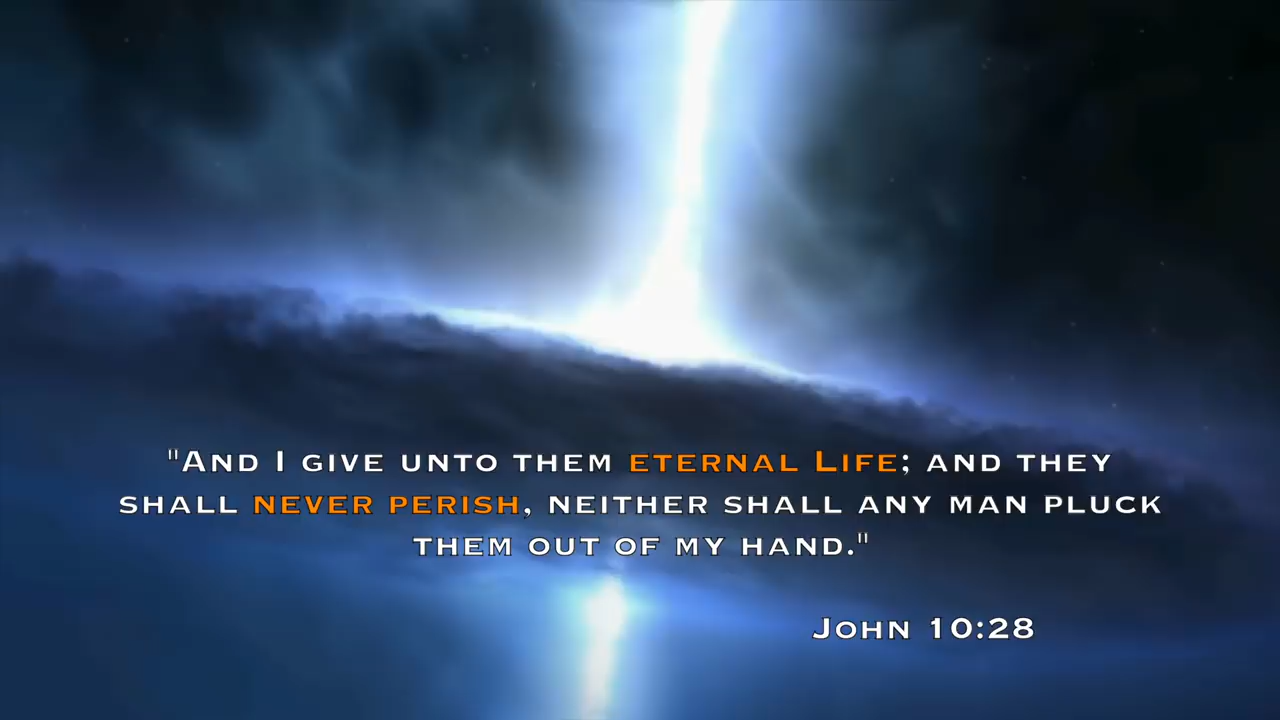 "And I give unto them eternal Life; and they
shall never perish, neither shall any man pluck
them out of my hand."
John 10:28